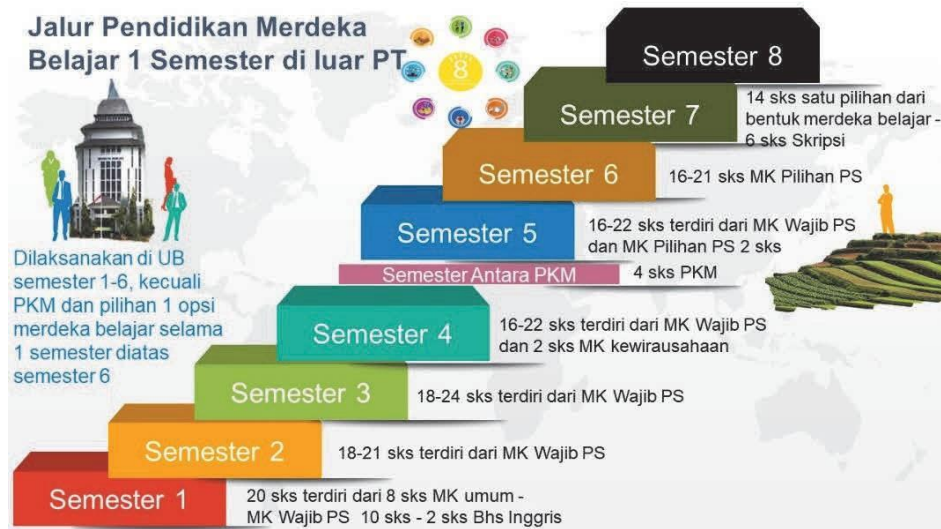 Jalur Pendidikan Merdeka
Belajar 1 Semester di luar PT
8
Semester 8
Semester 7
14 sks satu pilihan dari
bentuk merdeka belajar -
6 sks Skripsi
Semester 6
16-21 sks MK Pilihan PS
Semester 5
16-22 sks terdiri dari MK Wajib PS
dan MK Pilihan PS 2 sks
Semester Antara PKM
4 sks PKM
Dilaksanakan di UB
semester 1-6, kecuali
PKM dan pilihan 1 opsi
merdeka belajar selama
1 semester diatas
semester 6
Semester 4
16-22 sks terdiri dari MK Wajib PS
dan 2 sks MK kewirausahaan
Semester 3
18-24 sks terdiri dari MK Wajib PS
Semester 2
18-21 sks terdiri dari MK Wajib PS
Semester 1
20 sks terdiri dari 8 sks MK umum -
MK Wajib PS 10 sks - 2 sks Bhs Inggris